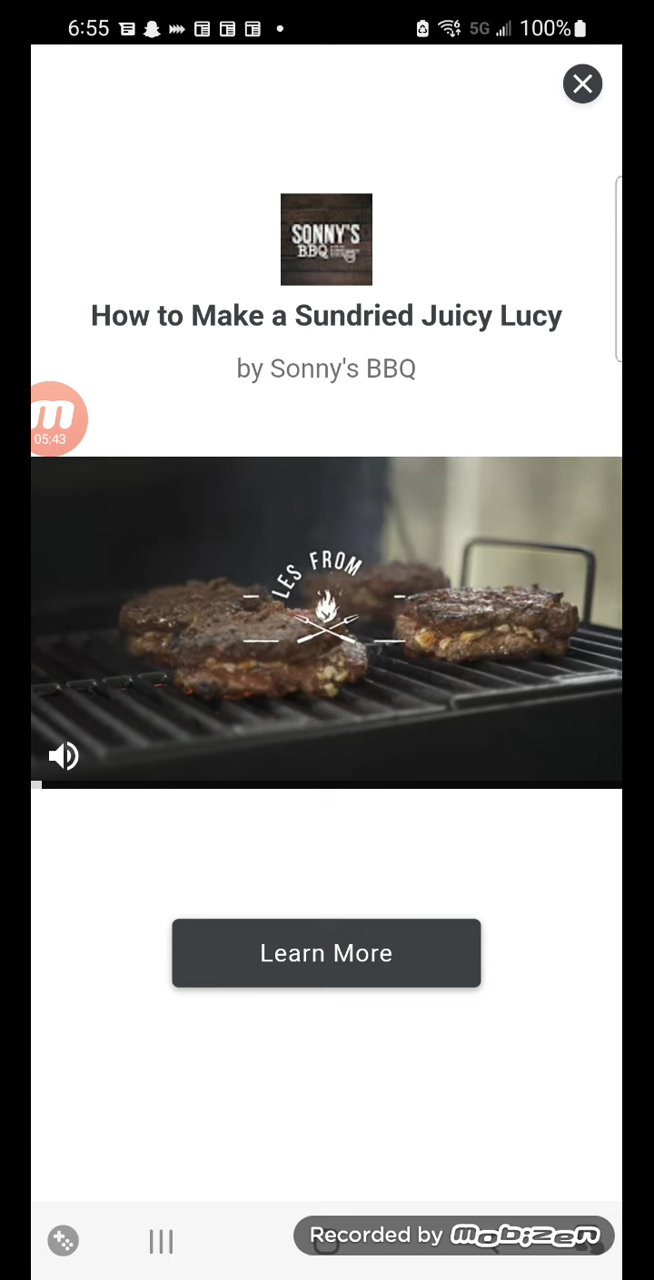 6:55
5G
100%
SONNY'S
BBQ
How to Make a Sundried Juicy Lucy
by Sonny's BBQ
m
05:43
LES FROM
Learn More
Recorded by mobizen